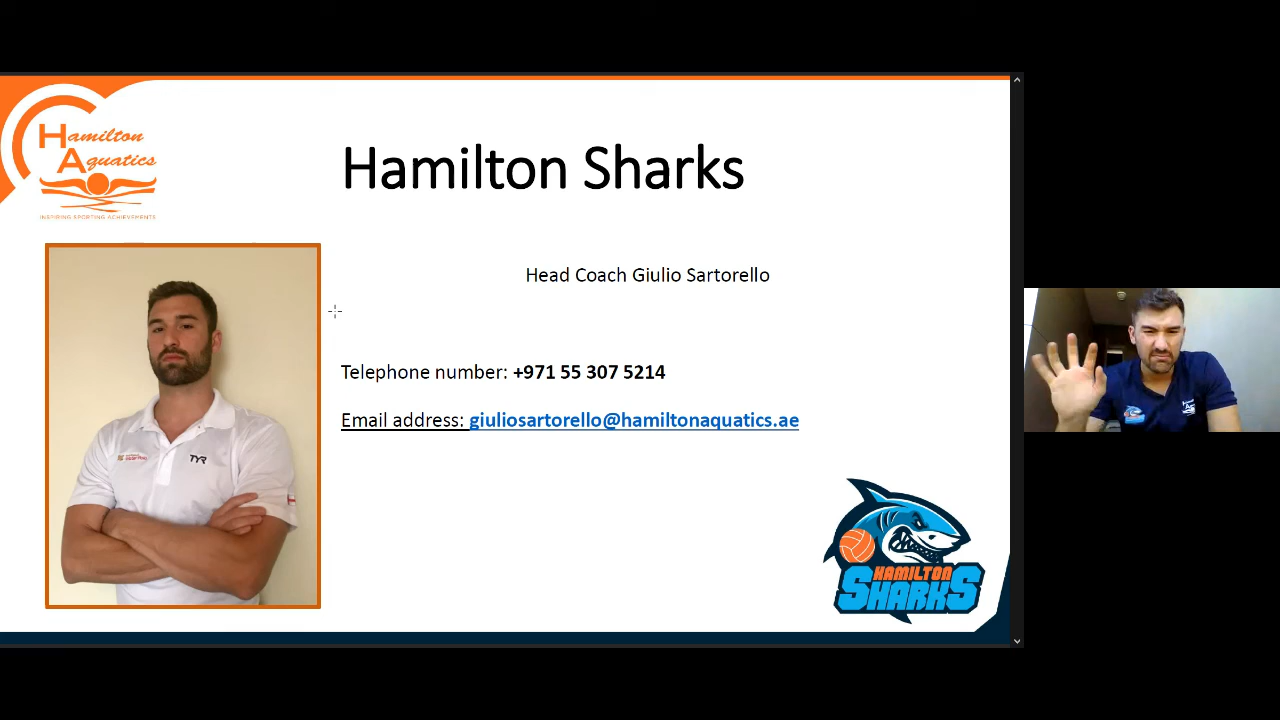 Hamilton
Aquatics
INSPIRING SPORTING ACHIEVEMENTS
Hamilton Sharks
Head Coach Giulio Sartorello
TYR
Telephone number: +971 55 307 5214
Email address: giuliosartorello@hamiltonaquatics.ae
HAMILTON
SHARKS